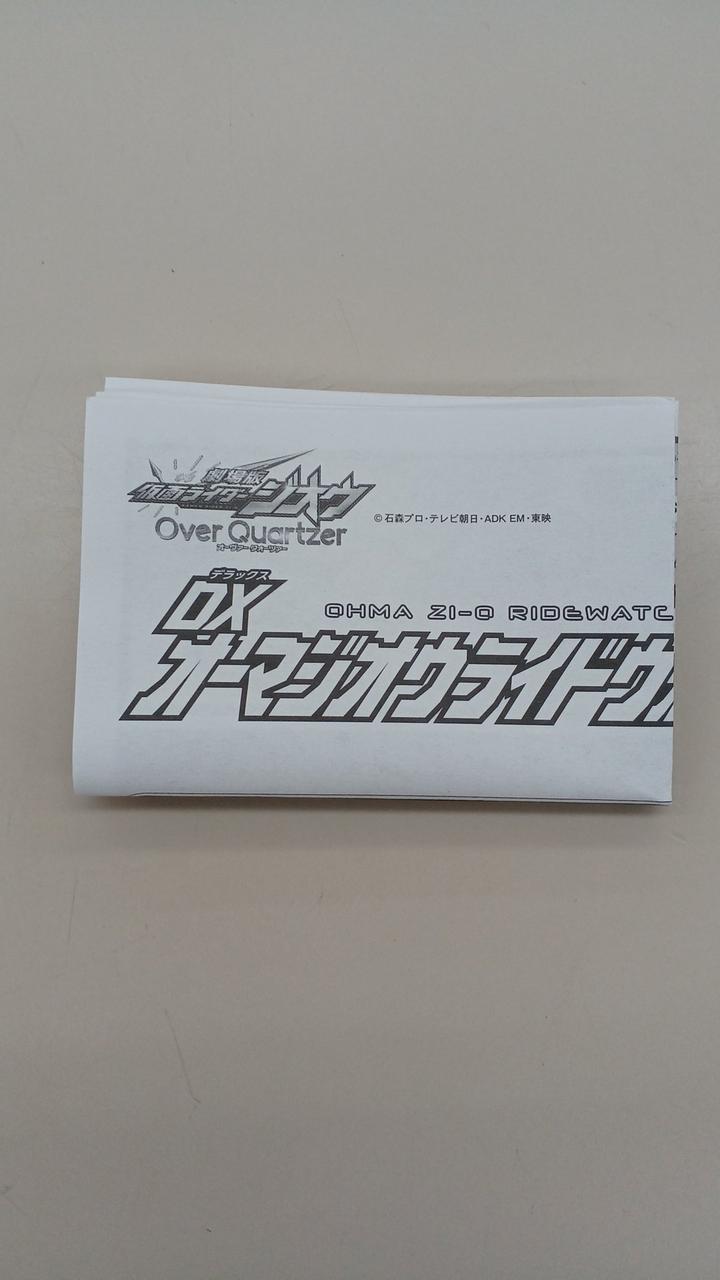 劇場版
仮面ライダージオウ
Over Quartzer
オーヴァークォーツァー
©石森プロ・テレビ朝日・ADK EM・東映
デラックス
DX
OHMA ZI-O RIDEWATC
オーマジオウライドウ